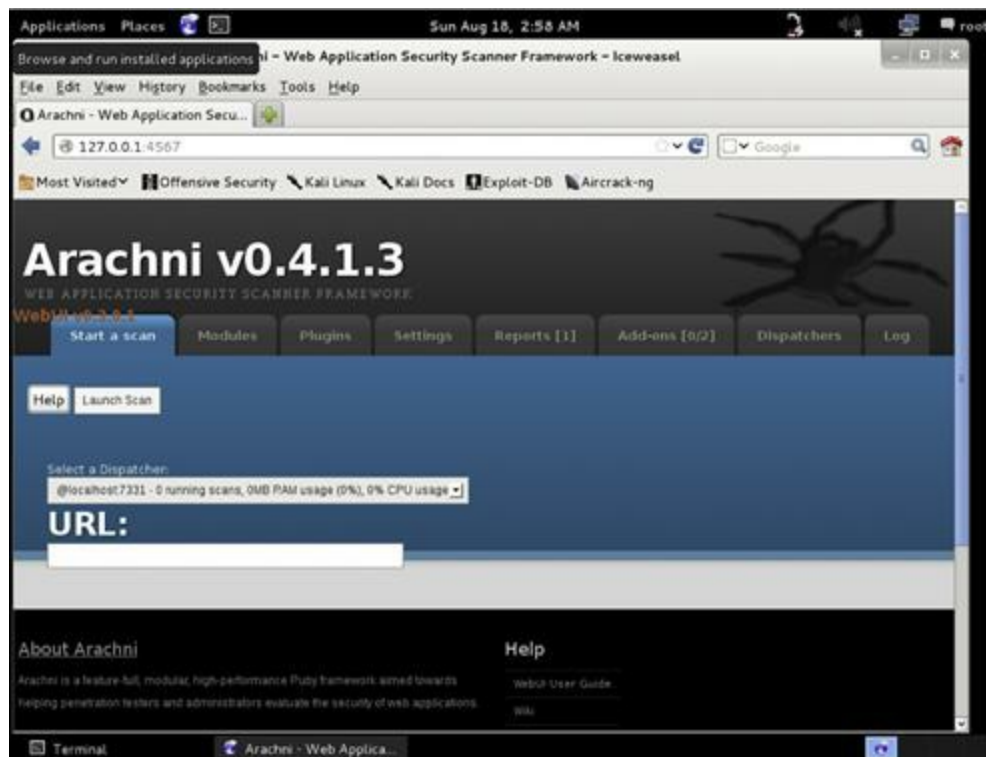 Applications Places Sun Aug 18, 2:58 AM root
Browse and run installed applications ni - Web Application Security Scanner Framework - Iceweasel
File Edit View History Bookmarks Tools Help
Arachni - Web Application Secu...
127.0.0.1:4567 Google
Most Visited Offensive Security Kali Linux Kali Docs Exploit-DB Aircrack-ng
Arachni v0.4.1.3
WEB APPLICATION SECURITY SCANNER FRAMEWORK
WebUI
Start a scan Modules Plugins Settings Reports [1] Add-ons [0/2] Dispatchers Log
Help Launch Scan
Select a Dispatcher:
@localhost:7331 - 0 running scans, 0MB RAM usage (0%), 0% CPU usage
URL:
About Arachni Help
Arachni is a feature-full, modular, high-performance Ruby framework aimed towards WebUI User Guide
helping penetration testers and administrators evaluate the security of web applications. Wiki
Terminal Arachni - Web Applica...